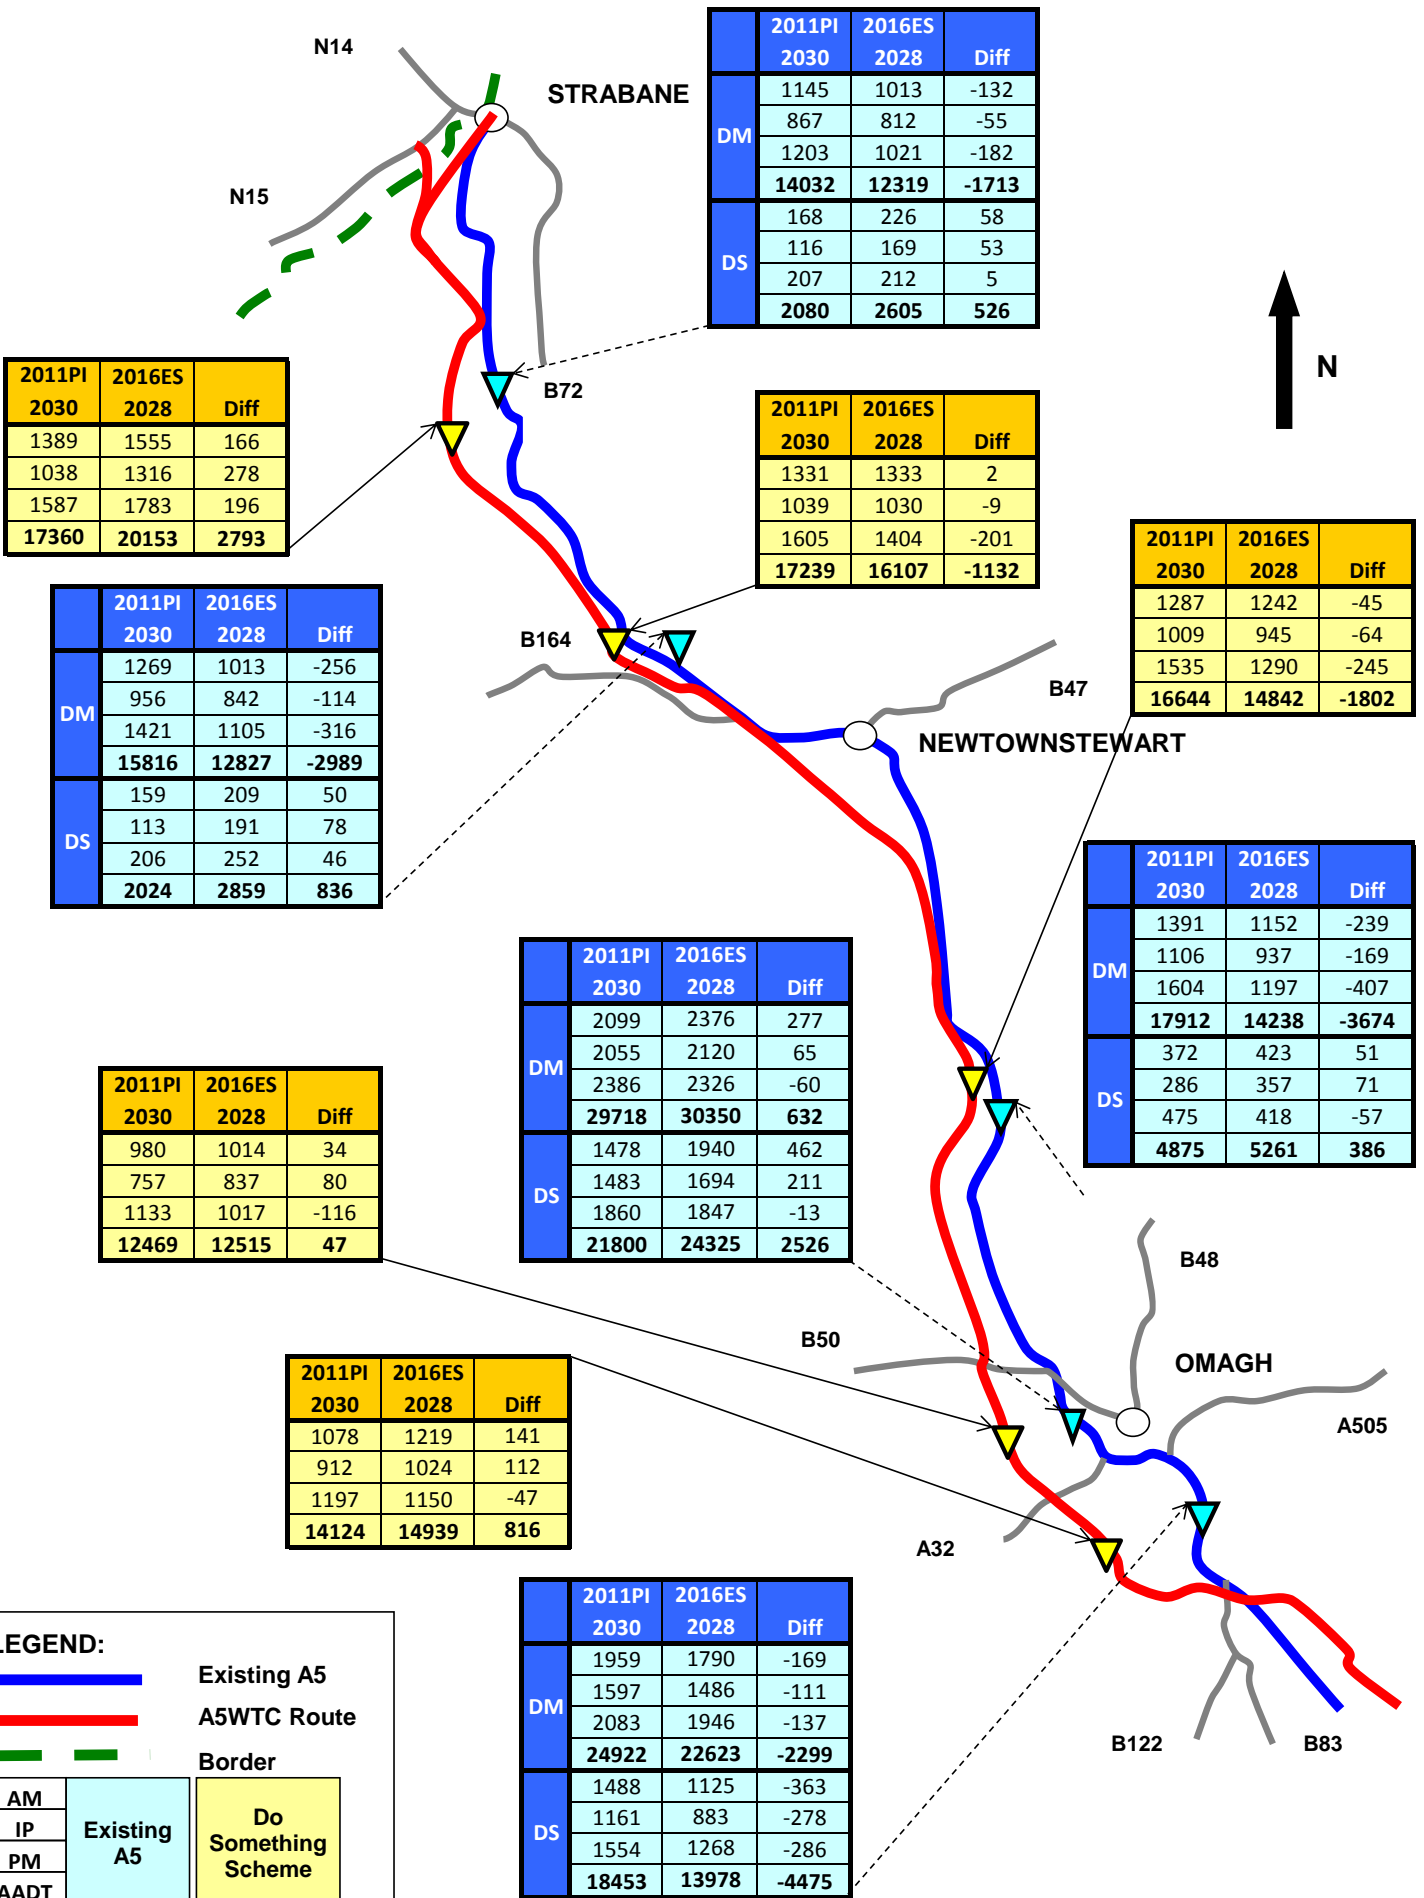 N14
STRABANE
N15
2011PI 2016ES
2030 2028 Diff
DM
1145 1013 -132
867 812 -55
1203 1021 -182
14032 12319 -1713
DS
168 226 58
116 169 53
207 212 5
2080 2605 526
N
B72
2011PI 2016ES
2030 2028 Diff
1389 1555 166
1038 1316 278
1587 1783 196
17360 20153 2793
2011PI 2016ES
2030 2028 Diff
1331 1333 2
1039 1030 -9
1605 1404 -201
17239 16107 -1132
2011PI 2016ES
2030 2028 Diff
1287 1242 -45
1009 945 -64
1535 1290 -245
16644 14842 -1802
2011PI 2016ES
2030 2028 Diff
DM
1269 1013 -256
956 842 -114
1421 1105 -316
15816 12827 -2989
DS
159 209 50
113 191 78
206 252 46
2024 2859 836
B164
B47
NEWTOWNSTEWART
2011PI 2016ES
2030 2028 Diff
DM
1391 1152 -239
1106 937 -169
1604 1197 -407
17912 14238 -3674
DS
372 423 51
286 357 71
475 418 -57
4875 5261 386
2011PI 2016ES
2030 2028 Diff
DM
2099 2376 277
2055 2120 65
2386 2326 -60
29718 30350 632
DS
1478 1940 462
1483 1694 211
1860 1847 -13
21800 24325 2526
2011PI 2016ES
2030 2028 Diff
980 1014 34
757 837 80
1133 1017 -116
12469 12515 47
B48
B50
OMAGH
A505
2011PI 2016ES
2030 2028 Diff
1078 1219 141
912 1024 112
1197 1150 -47
14124 14939 816
A32
B122
B83
2011PI 2016ES
2030 2028 Diff
DM
1959 1790 -169
1597 1486 -111
2083 1946 -137
24922 22623 -2299
DS
1488 1125 -363
1161 883 -278
1554 1268 -286
18453 13978 -4475
LEGEND:
Existing A5
A5WTC Route
Border
AM
IP
PM
AADT
Existing
A5
Do
Something
Scheme